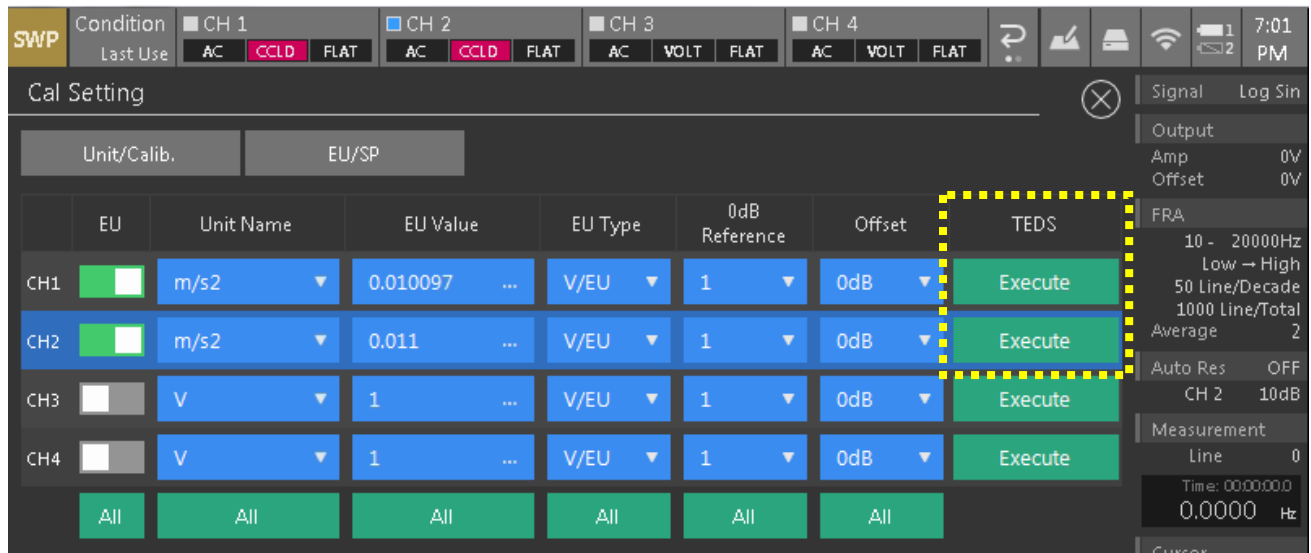 SWP
Condition
Last Use
CH 1
AC CCLD FLAT
CH 2
AC CCLD FLAT
CH 3
AC VOLT FLAT
CH 4
AC VOLT FLAT
1
2
7:01
PM
Cal Setting
Unit/Calib. EU/SP
EU Unit Name EU Value EU Type 0dB Reference Offset TEDS
CH1 m/s2 0.010097 ... V/EU 1 0dB Execute
CH2 m/s2 0.011 ... V/EU 1 0dB Execute
CH3 V 1 ... V/EU 1 0dB Execute
CH4 V 1 ... V/EU 1 0dB Execute
All All All All All All
Signal Log Sin
Output
Amp 0V
Offset 0V
FRA
10 - 20000Hz
Low → High
50 Line/Decade
1000 Line/Total
Average 2
Auto Res OFF
CH 2 10dB
Measurement
Line 0
Time: 00:00:00.0
0.0000 Hz
Cursor